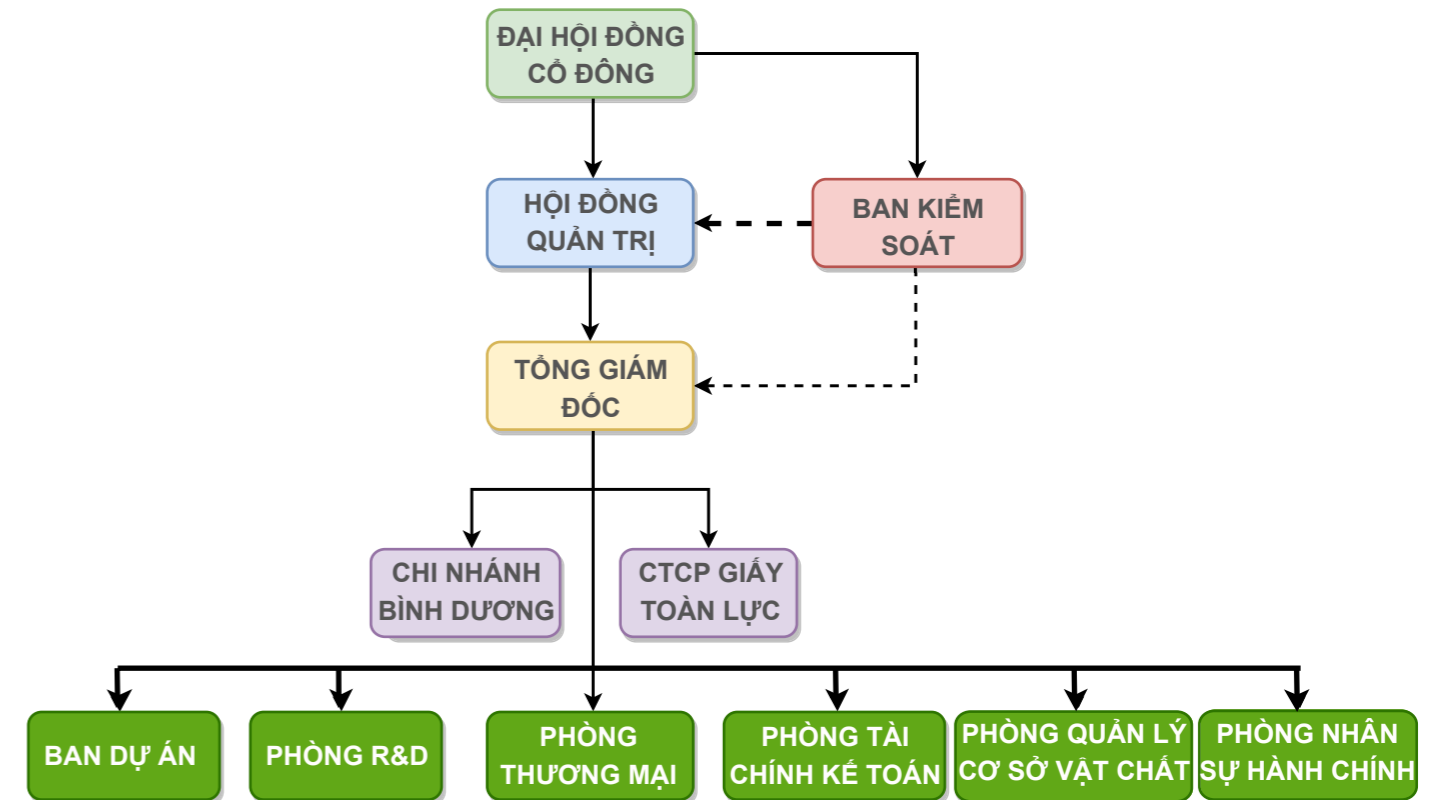 ĐẠI HỘI ĐỒNG
CỔ ĐÔNG
HỘI ĐỒNG
QUẢN TRỊ
BAN KIỂM
SOÁT
TỔNG GIÁM
ĐỐC
CHI NHÁNH
BÌNH DƯƠNG
CTCP GIẤY
TOÀN LỰC
BAN DỰ ÁN
PHÒNG R&D
PHÒNG
THƯƠNG MẠI
PHÒNG TÀI
CHÍNH KẾ TOÁN
PHÒNG QUẢN LÝ
CƠ SỞ VẬT CHẤT
PHÒNG NHÂN
SỰ HÀNH CHÍNH